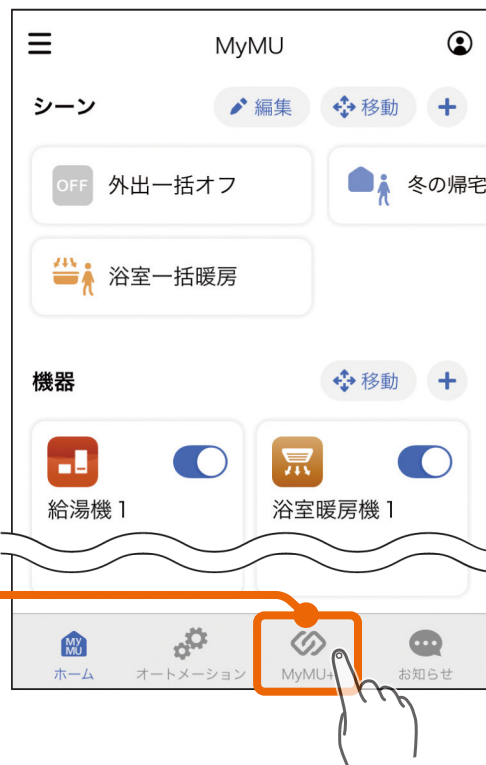 MyMU
シーン
編集
移動
+
OFF 外出一括オフ
冬の帰宅
浴室一括暖房
機器
移動
+
給湯機 1
浴室暖房機 1
MY
MU
ホーム
オートメーション
MyMU+
お知らせ